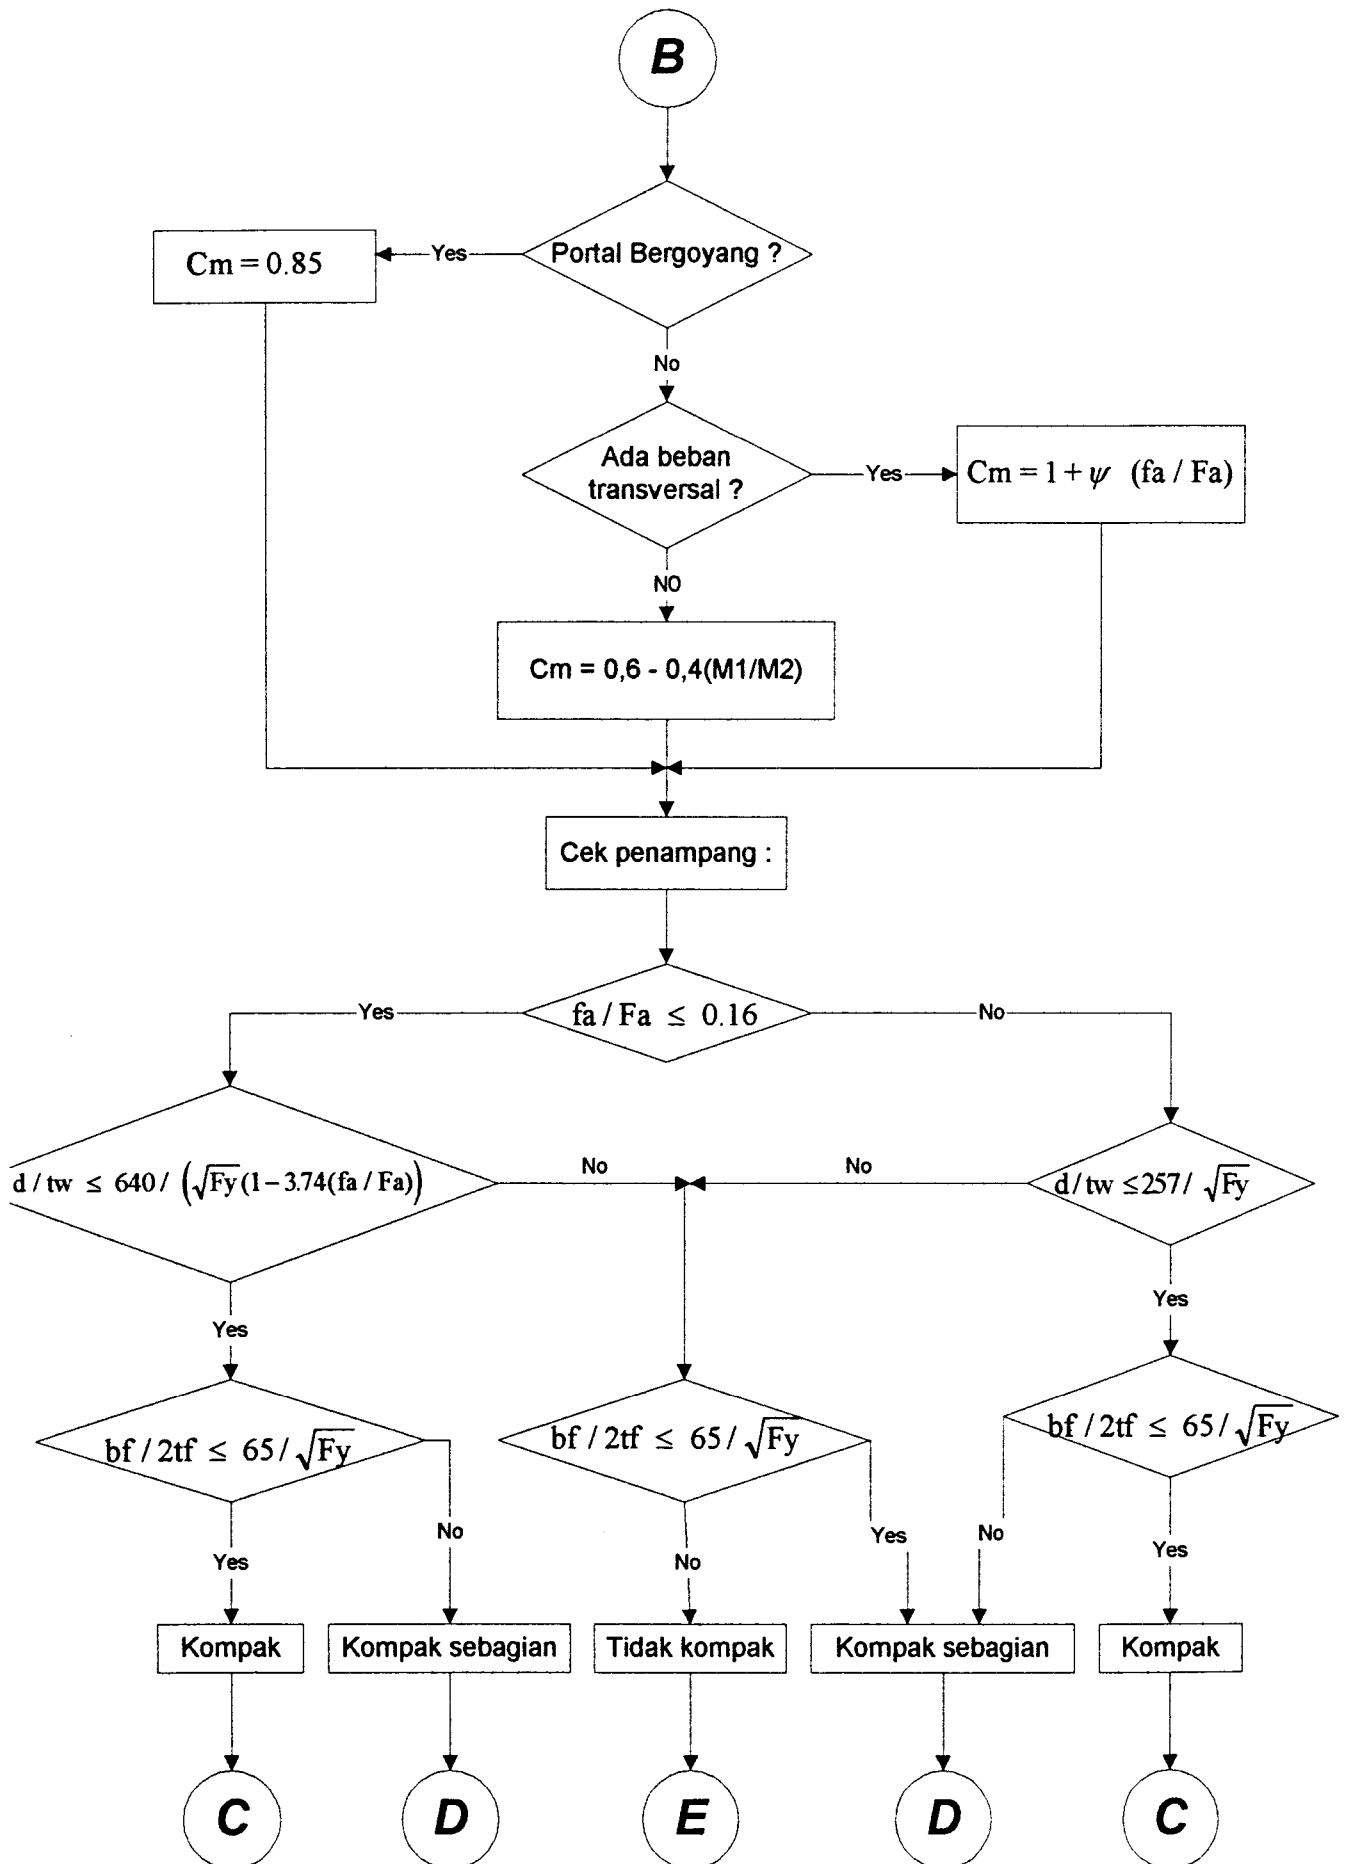 B
Portal Bergoyang ?
Yes
Cm = 0.85
No
Ada beban
transversal ?
Yes
Cm = 1 + ψ (fa / Fa)
NO
Cm = 0,6 - 0,4(M1/M2)
Cek penampang :
fa / Fa ≤ 0.16
Yes
No
d / tw ≤ 640 / (√Fy(1 − 3.74(fa / Fa))
No
No
d / tw ≤ 257 / √Fy
Yes
Yes
bf / 2tf ≤ 65 / √Fy
bf / 2tf ≤ 65 / √Fy
bf / 2tf ≤ 65 / √Fy
Yes
No
No
Yes
No
Yes
Kompak
Kompak sebagian
Tidak kompak
Kompak sebagian
Kompak
C
D
E
D
C